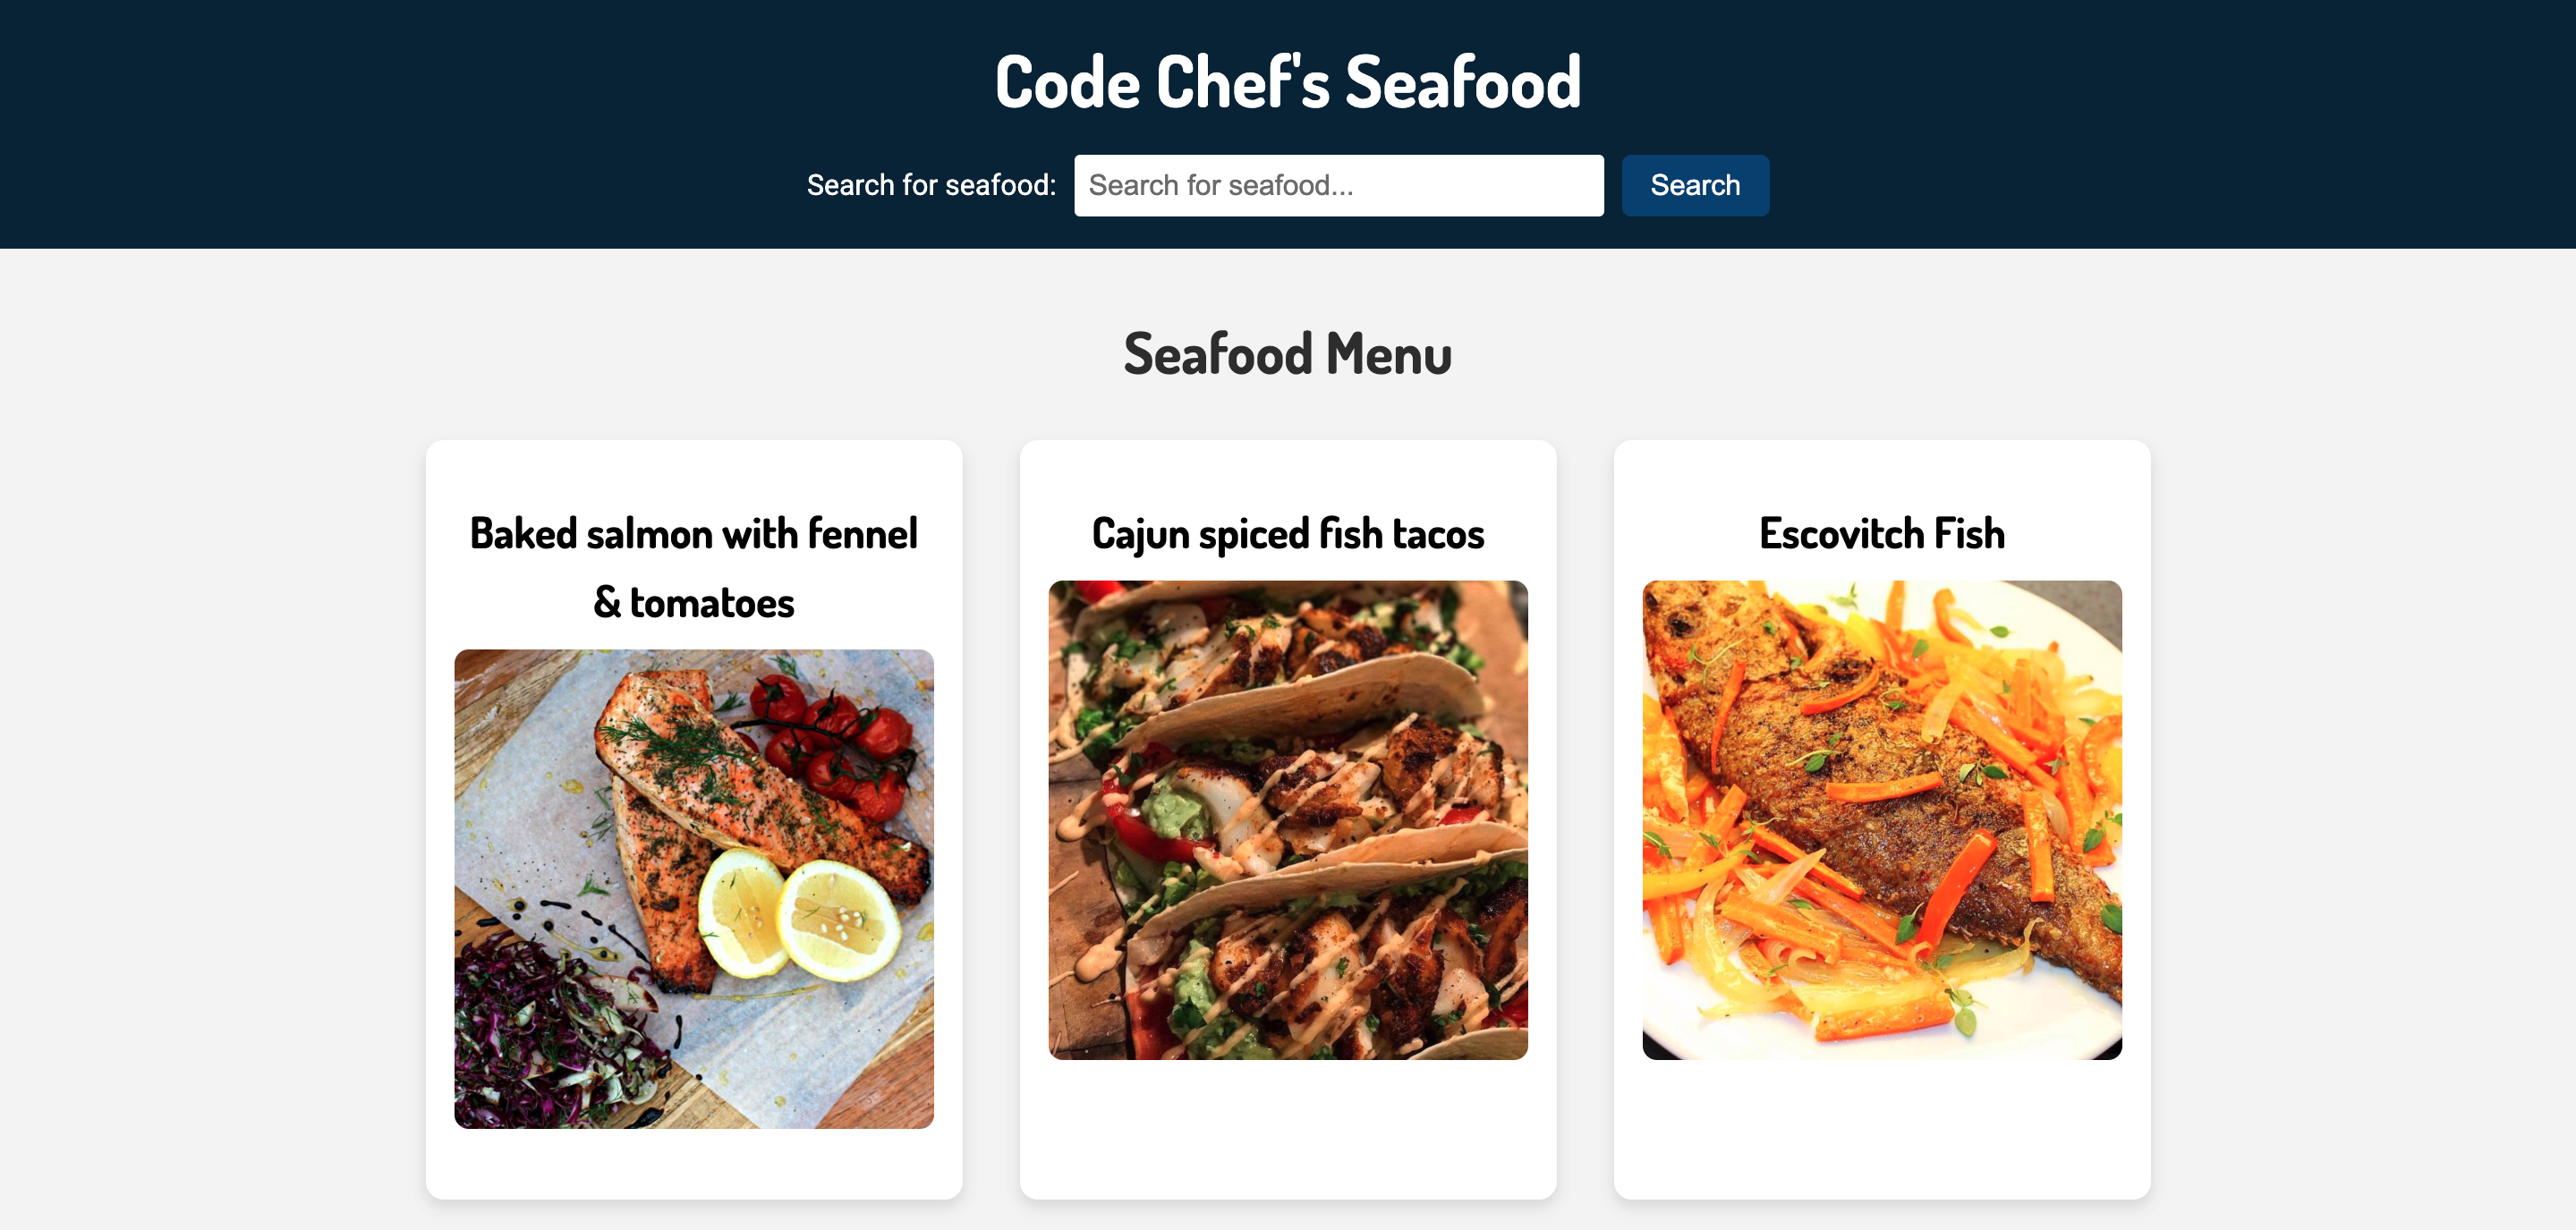 Code Chef's Seafood
Search for seafood: Search for seafood... Search
Seafood Menu
Baked salmon with fennel
& tomatoes
Cajun spiced fish tacos
Escovitch Fish